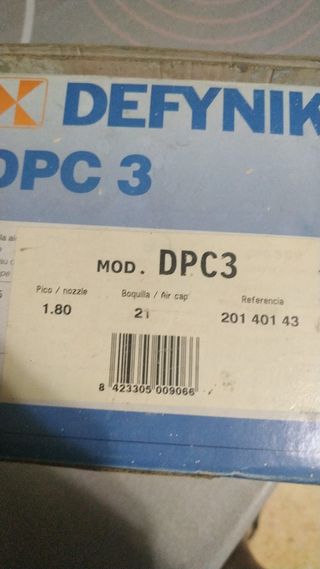 DEFYNIK
DPC 3
MOD. DPC3
Pico / nozzle Boquilla / Air cap Referencia
1.80 21 201 401 43
8 423305 009066